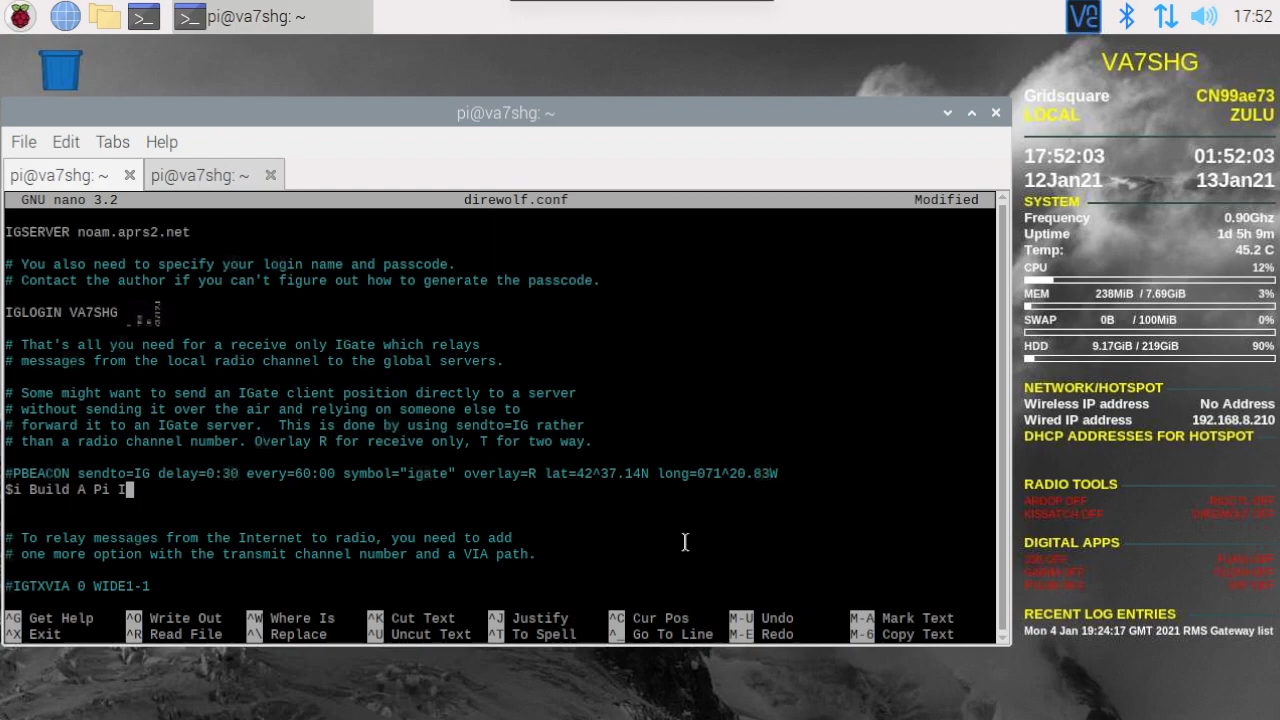 pi@va7shg: ~
17:52
VA7SHG
Gridsquare CN99ae73
LOCAL ZULU
17:52:03 01:52:03
12Jan21 13Jan21
SYSTEM
Frequency 0.90Ghz
Uptime 1d 5h 9m
Temp: 45.2 C
CPU 12%
MEM 238MiB / 7.69GiB 3%
SWAP 0B / 100MiB 0%
HDD 9.17GiB / 219GiB 90%
NETWORK/HOTSPOT
Wireless IP address No Address
Wired IP address 192.168.8.210
DHCP ADDRESSES FOR HOTSPOT
RADIO TOOLS
ARDOP OFF
DIGITAL APPS
RECENT LOG ENTRIES
Mon 4 Jan 19:24:17 GMT 2021 RMS Gateway list
pi@va7shg: ~
File Edit Tabs Help
pi@va7shg: ~ pi@va7shg: ~
GNU nano 3.2 direwolf.conf Modified
IGSERVER noam.aprs2.net
# You also need to specify your login name and passcode.
# Contact the author if you can't figure out how to generate the passcode.
IGLOGIN VA7SHG
# That's all you need for a receive only IGate which relays
# messages from the local radio channel to the global servers.
# Some might want to send an IGate client position directly to a server
# without sending it over the air and relying on someone else to
# forward it to an IGate server.  This is done by using sendto=IG rather
# than a radio channel number. Overlay R for receive only, T for two way.
#PBEACON sendto=IG delay=0:30 every=60:00 symbol="igate" overlay=R lat=42^37.14N long=071^20.83W
$i Build A Pi I
# To relay messages from the Internet to radio, you need to add
# one more option with the transmit channel number and a VIA path.
#IGTXVIA 0 WIDE1-1
^G Get Help ^O Write Out ^W Where Is ^K Cut Text ^J Justify ^C Cur Pos M-U Undo M-A Mark Text
^X Exit ^R Read File ^\ Replace ^U Uncut Text ^T To Spell ^_ Go To Line M-E Redo M-6 Copy Text